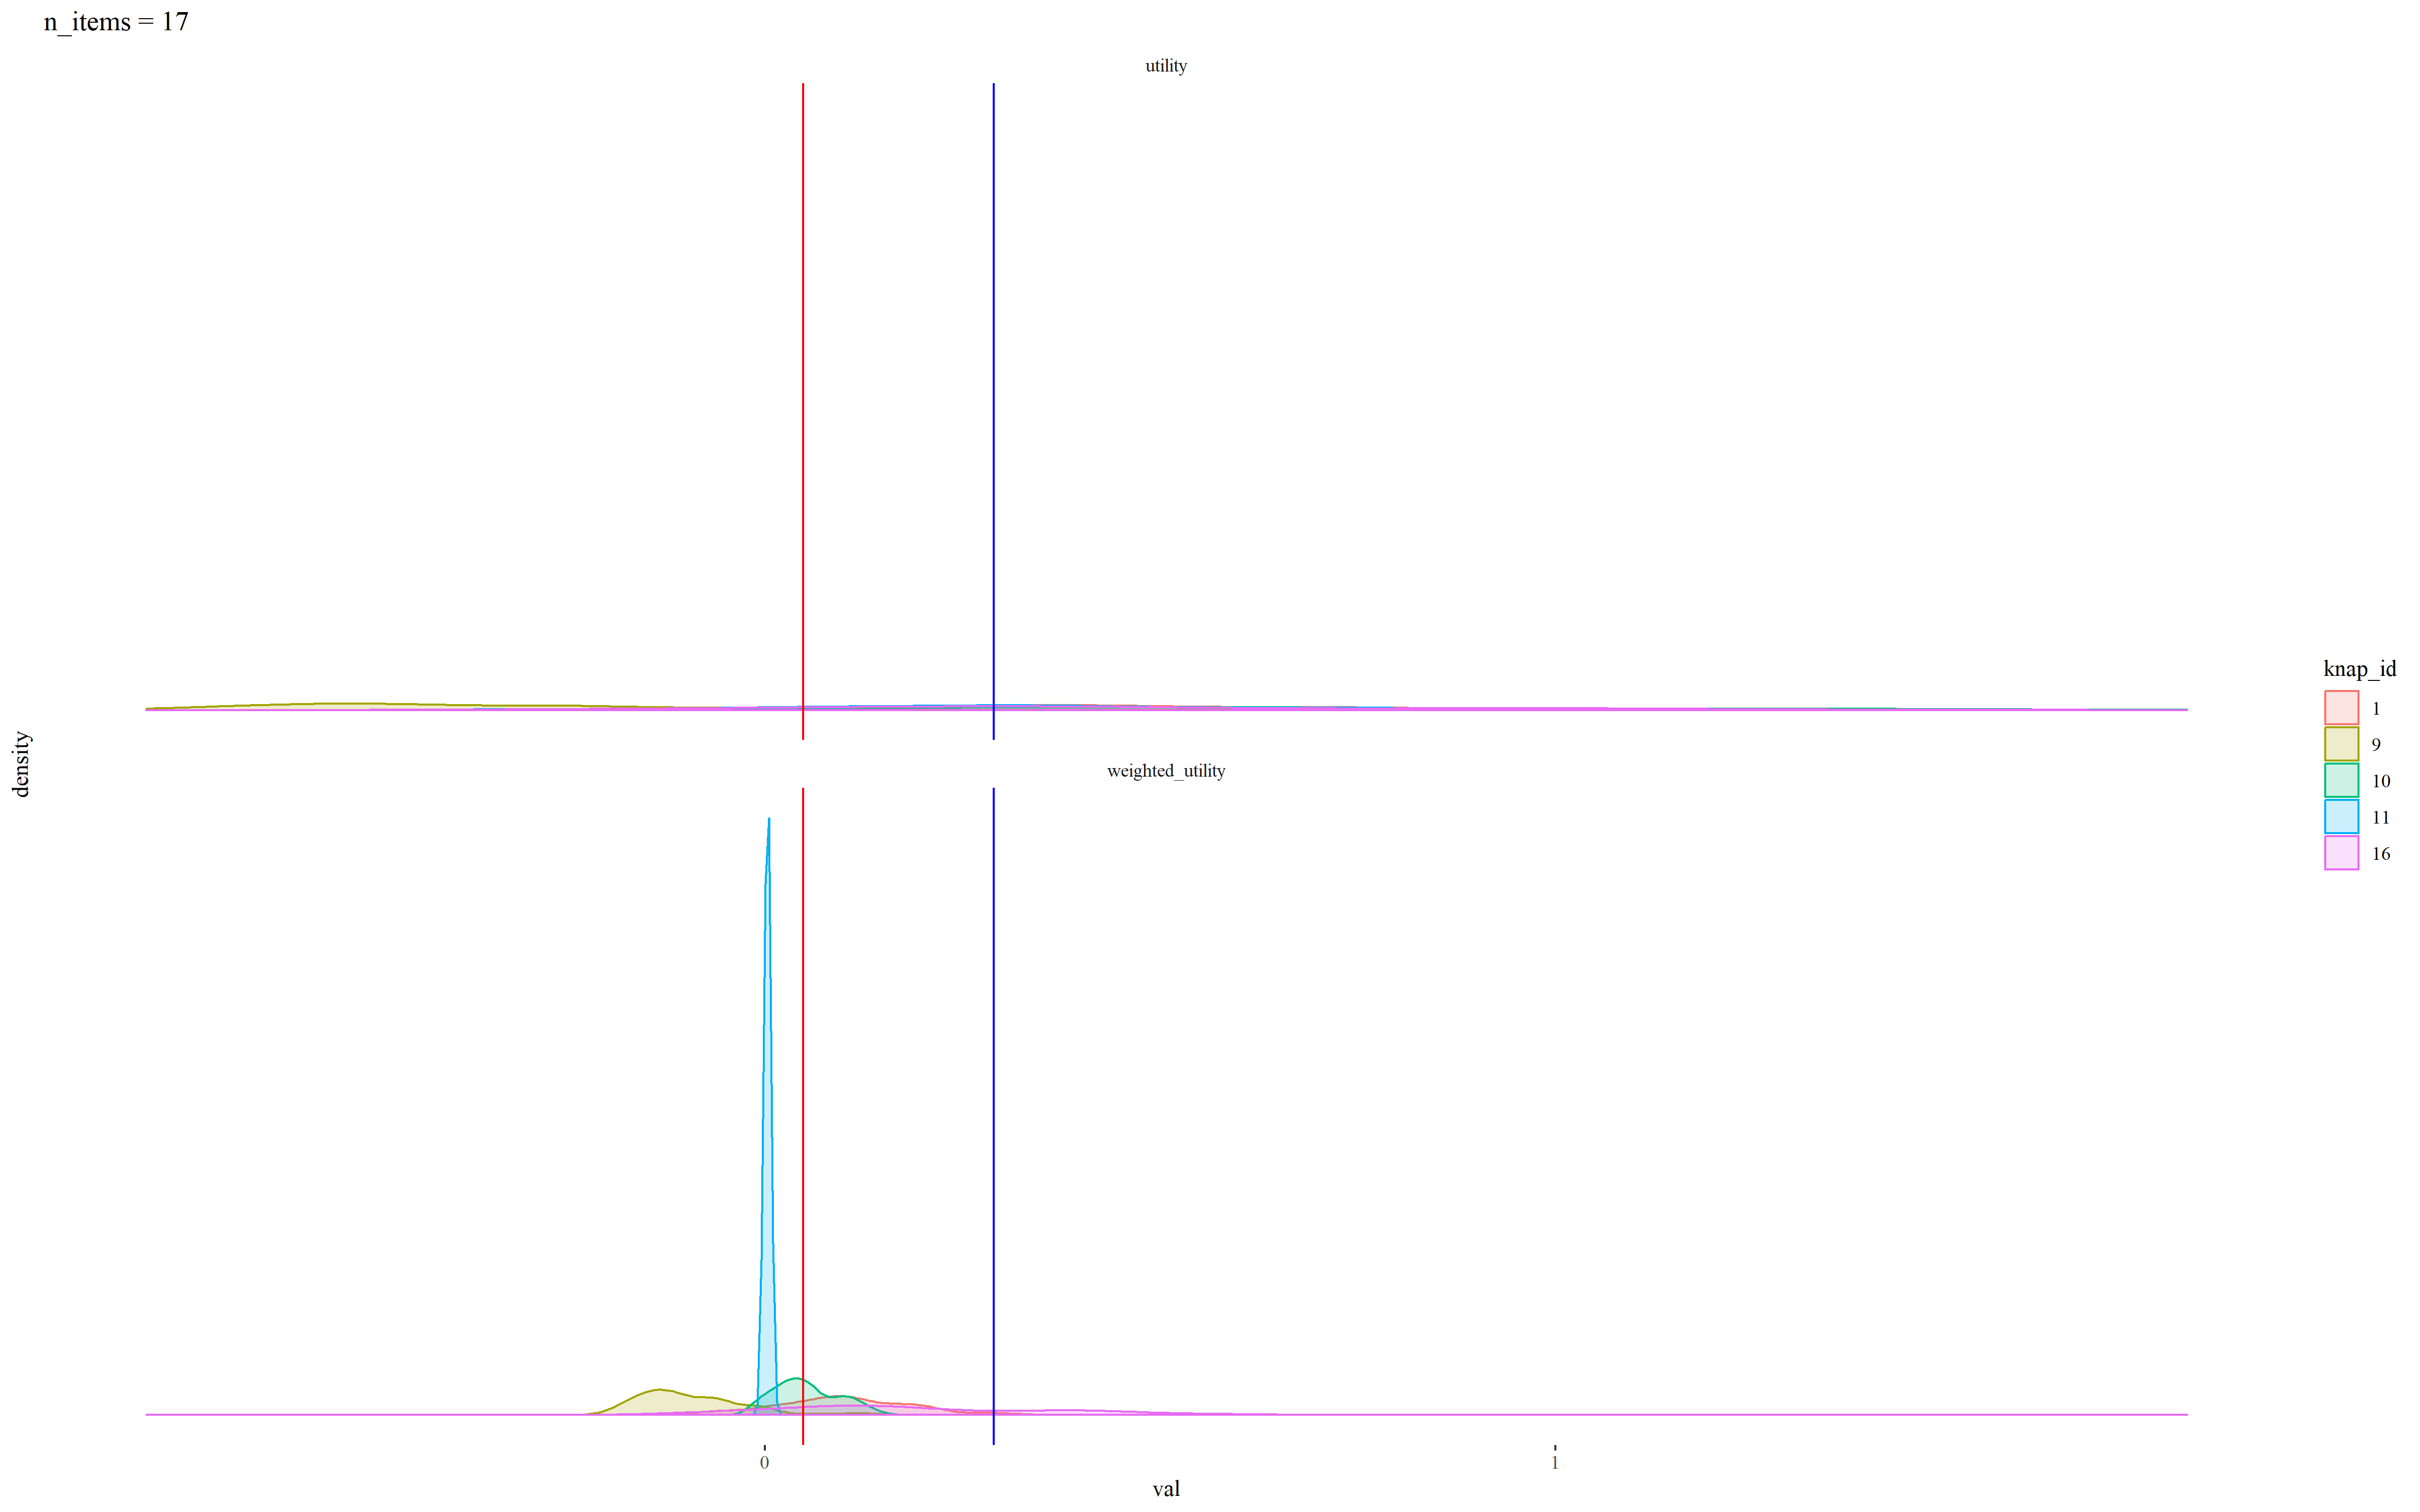 n_items = 17
utility
density
weighted_utility
knap_id
1
9
10
11
16
0
1
val